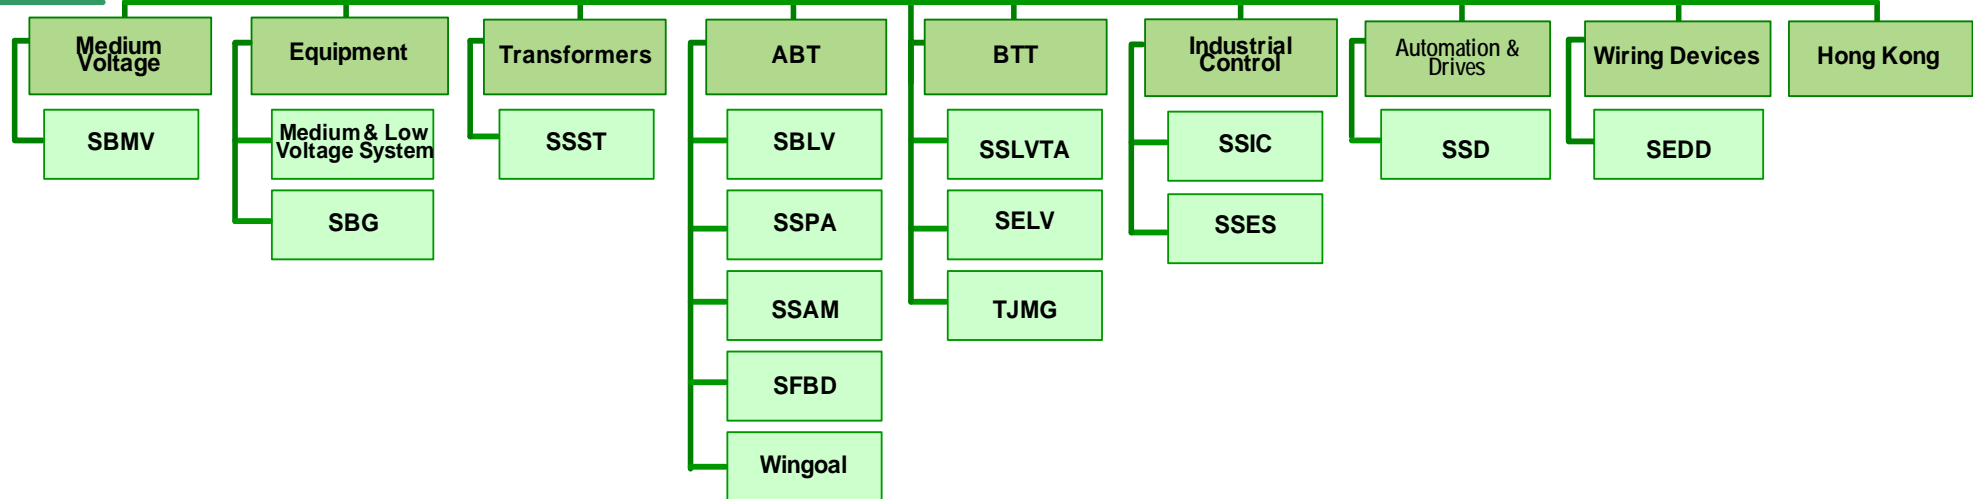 Medium
Voltage
Equipment
Transformers
ABT
BTT
Industrial
Control
Automation &
Drives
Wiring Devices
Hong Kong
SBMV
Medium & Low
Voltage System
SSST
SBLV
SSLVTA
SSIC
SSD
SEDD
SBG
SSPA
SELV
SSES
SSAM
TJMG
SFBD
Wingoal